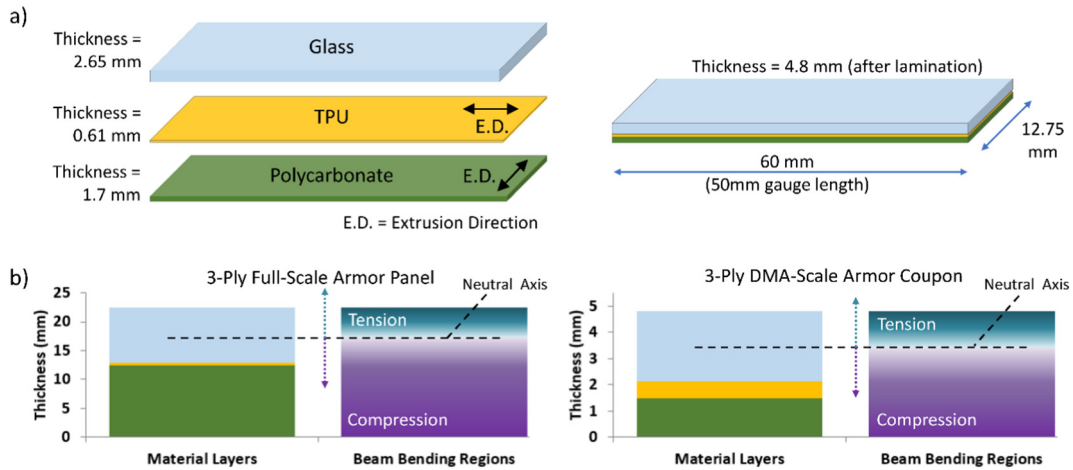 a)
Thickness =
2.65 mm
Glass
Thickness =
0.61 mm
TPU
E.D.
Thickness =
1.7 mm
Polycarbonate
E.D.
E.D. = Extrusion Direction
Thickness = 4.8 mm (after lamination)
12.75
mm
60 mm
(50mm gauge length)
b)
3-Ply Full-Scale Armor Panel
Neutral Axis
Thickness (mm)
25
20
15
10
5
0
Tension
Compression
Material Layers
Beam Bending Regions
3-Ply DMA-Scale Armor Coupon
Neutral Axis
Thickness (mm)
5
4
3
2
1
0
Tension
Compression
Material Layers
Beam Bending Regions